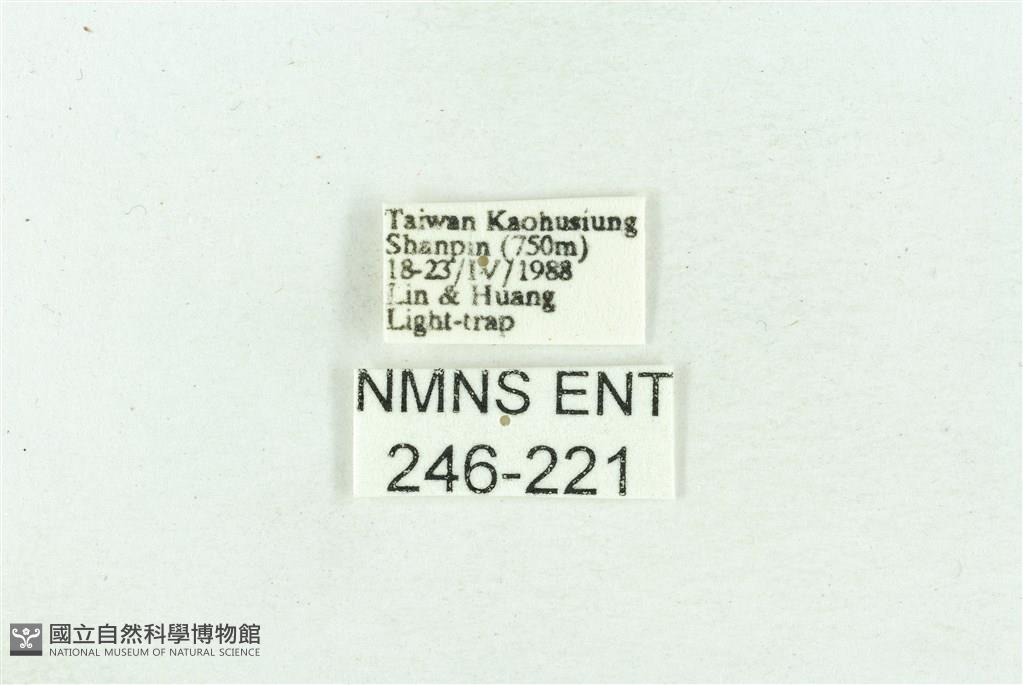 Taiwan Kaohusiung
Shanpin (750m)
18-23/IV/1988
Lin & Huang
Light-trap
NMNS ENT
246-221
國立自然科學博物館
NATIONAL MUSEUM OF NATURAL SCIENCE